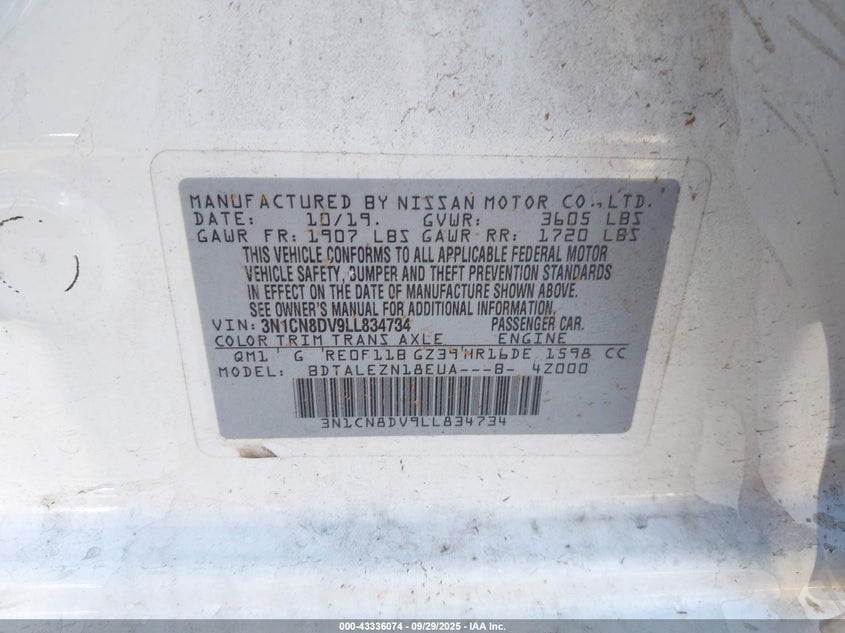 MANUFACTURED BY NISSAN MOTOR CO., LTD.
DATE: 10/19. GVWR: 3605 LBS
GAWR FR: 1907 LBS GAWR RR: 1720 LBS
THIS VEHICLE CONFORMS TO ALL APPLICABLE FEDERAL MOTOR
VEHICLE SAFETY, BUMPER AND THEFT PREVENTION STANDARDS
IN EFFECT ON THE DATE OF MANUFACTURE SHOWN ABOVE.
SEE OWNER'S MANUAL FOR ADDITIONAL INFORMATION.
VIN: 3N1CN8DV9LL834734 PASSENGER CAR.
COLOR TRIM TRANS AXLE ENGINE
QM1 G RE0F11B GZ39 HR16DE 1598 CC
MODEL: BDTALEZN18EUA---B- 4Z000
3N1CN8DV9LL834734
000-43336074 - 09/29/2025 - IAA Inc.